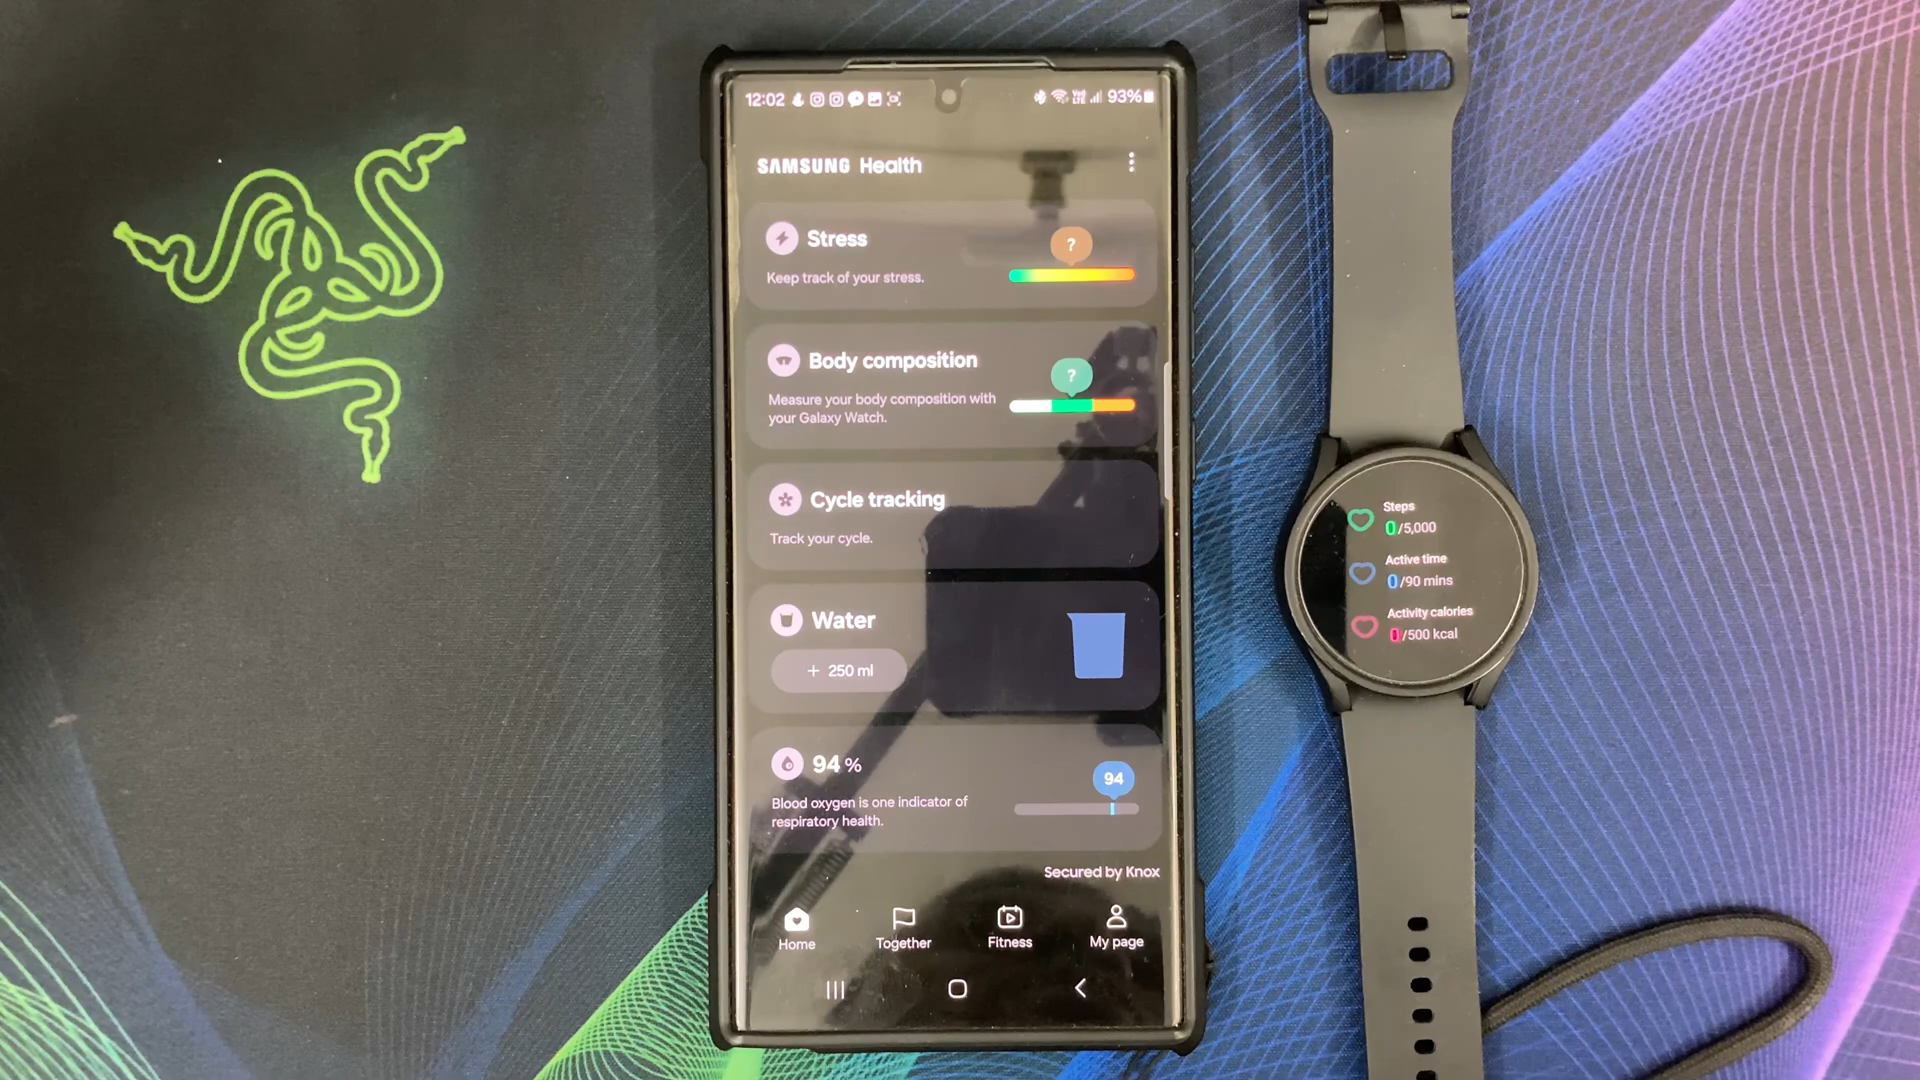 12:02
93%
SAMSUNG Health
Stress
?
Keep track of your stress.
Body composition
?
Measure your body composition with
your Galaxy Watch.
Cycle tracking
Track your cycle.
Water
+ 250 ml
94 %
94
Blood oxygen is one indicator of
respiratory health.
Secured by Knox
Home
Together
Fitness
My page
Steps
0/5,000
Active time
0/90 mins
Activity calories
0/500 kcal